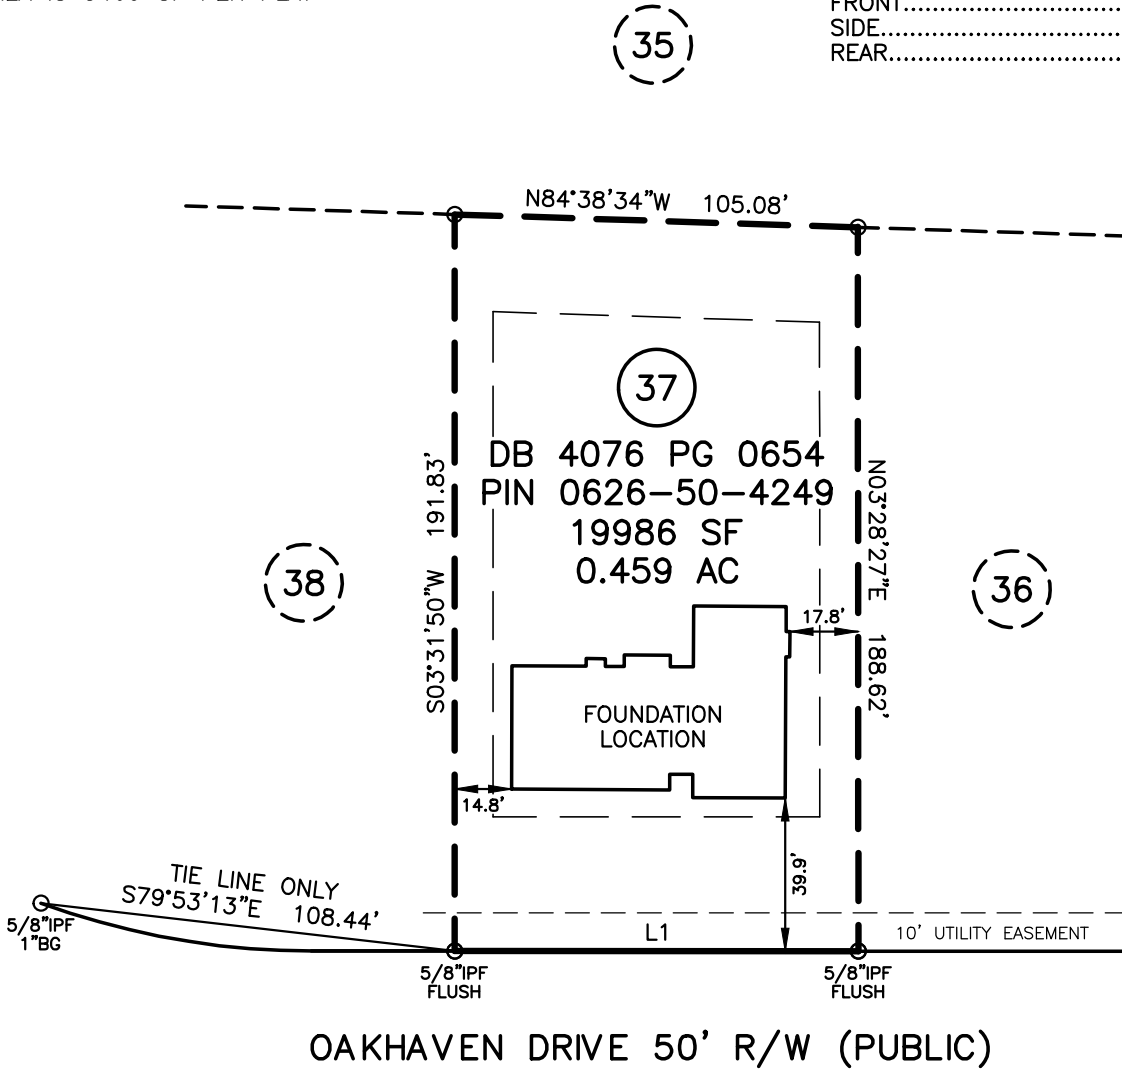 FRONT
SIDE
REAR
35
N84°38'34"W 105.08'
37
DB 4076 PG 0654
PIN 0626-50-4249
19986 SF
0.459 AC
S03°31'50"W 191.83'
N03°28'27"E 188.62'
38
36
17.8'
FOUNDATION
LOCATION
14.8'
39.9'
TIE LINE ONLY
S79°53'13"E 108.44'
5/8"IPF
1"BG
L1
10' UTILITY EASEMENT
5/8"IPF
FLUSH
5/8"IPF
FLUSH
OAKHAVEN DRIVE 50' R/W (PUBLIC)